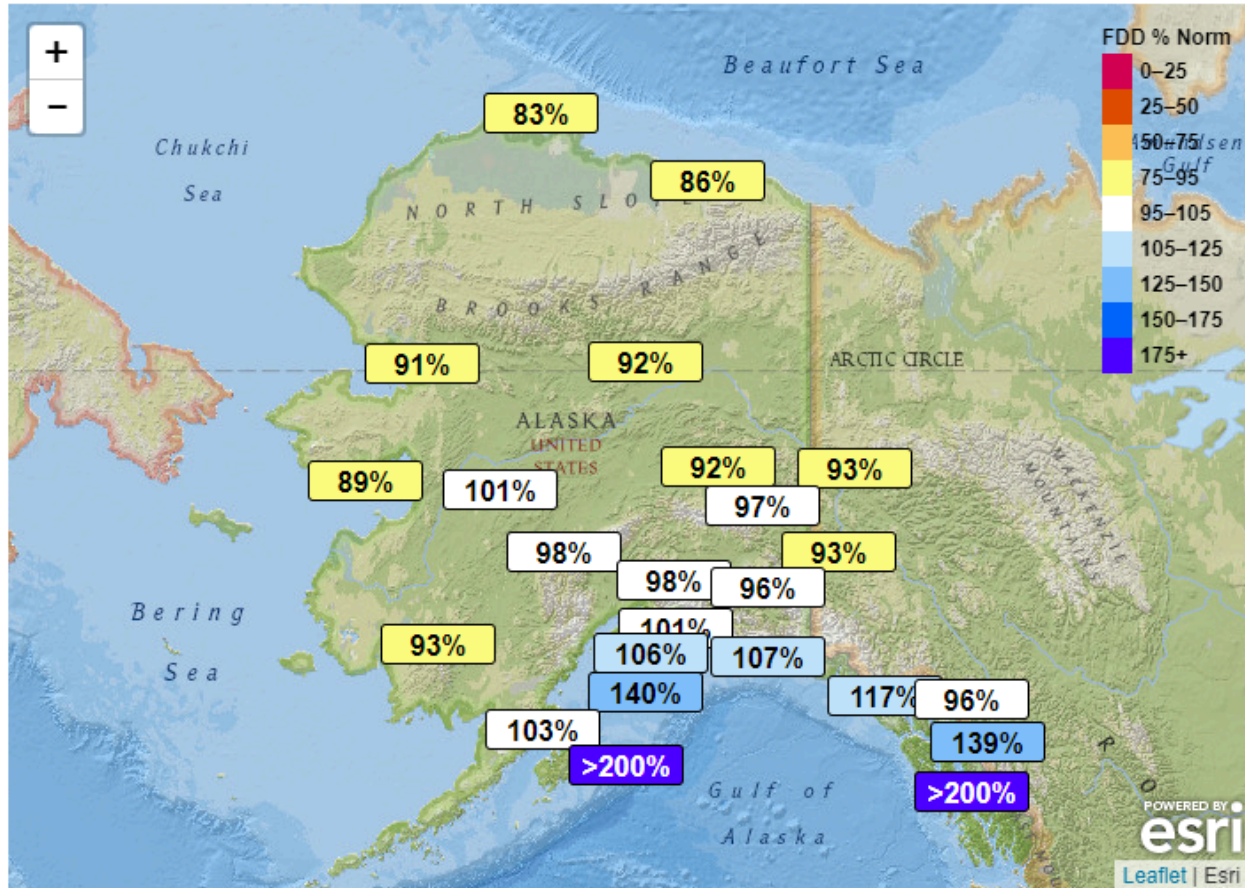 +
−
Beaufort Sea
FDD % Norm
0–25
25–50
50–75
75–95
95–105
105–125
125–150
150–175
175+
Gulf
Chukchi
Sea
83%
86%
NORTH SLOPE
BROOKS RANGE
91%
92%
ARCTIC CIRCLE
ALASKA
UNITED
STATES
89%
101%
92%
93%
97%
MACKENZIE
MOUNTAINS
98%
93%
98%
96%
Bering
Sea
101%
93%
106%
107%
140%
117%
96%
103%
139%
>200%
>200%
Gulf of
Alaska
R O
POWERED BY
esri
Leaflet | Esri